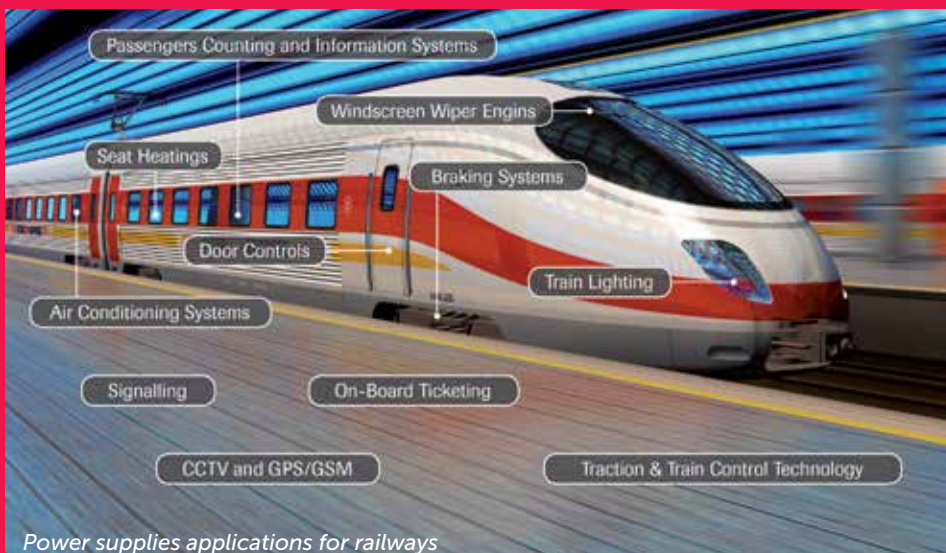 Passengers Counting and Information Systems
Windscreen Wiper Engins
Seat Heatings
Braking Systems
Door Controls
Train Lighting
Air Conditioning Systems
Signalling
On-Board Ticketing
CCTV and GPS/GSM
Traction & Train Control Technology
Power supplies applications for railways